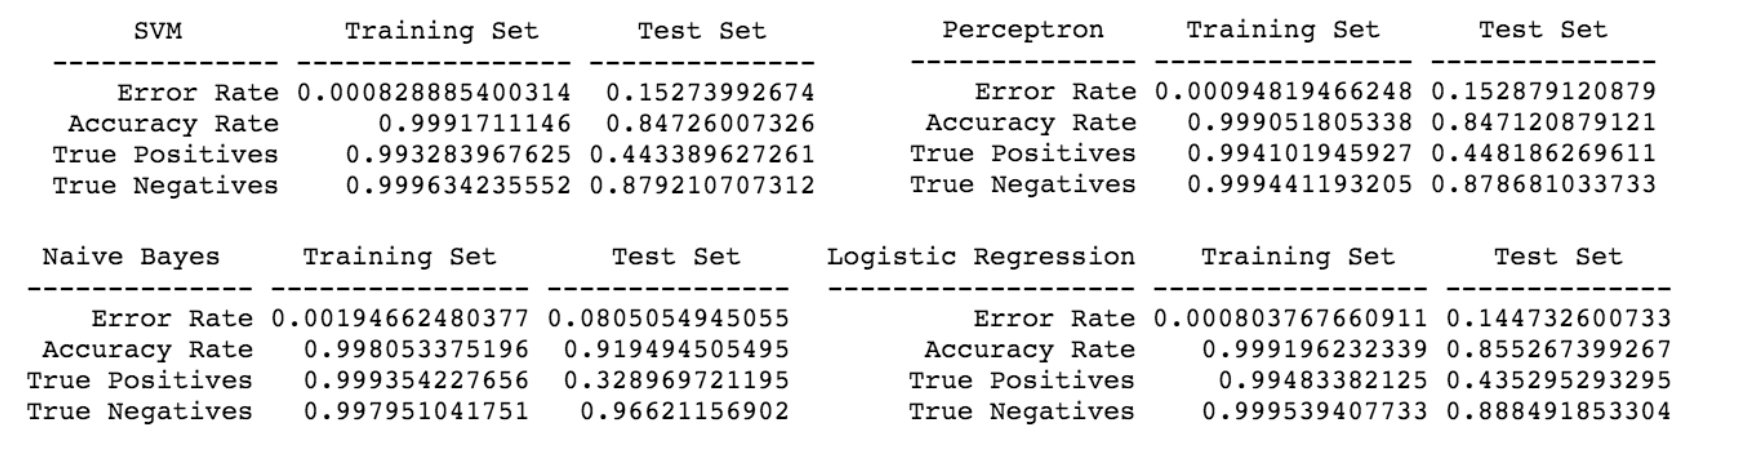 SVM Training Set Test Set
-------------- ----------------- --------------
Error Rate 0.000828885400314 0.15273992674
Accuracy Rate 0.9991711146 0.84726007326
True Positives 0.993283967625 0.443389627261
True Negatives 0.999634235552 0.879210707312
Perceptron Training Set Test Set
-------------- ---------------- --------------
Error Rate 0.00094819466248 0.152879120879
Accuracy Rate 0.999051805338 0.847120879121
True Positives 0.994101945927 0.448186269611
True Negatives 0.999441193205 0.878681033733
Naive Bayes Training Set Test Set
-------------- ---------------- ---------------
Error Rate 0.00194662480377 0.0805054945055
Accuracy Rate 0.998053375196 0.919494505495
True Positives 0.999354227656 0.328969721195
True Negatives 0.997951041751 0.96621156902
Logistic Regression Training Set Test Set
------------------- ----------------- --------------
Error Rate 0.000803767660911 0.144732600733
Accuracy Rate 0.999196232339 0.855267399267
True Positives 0.99483382125 0.435295293295
True Negatives 0.999539407733 0.888491853304